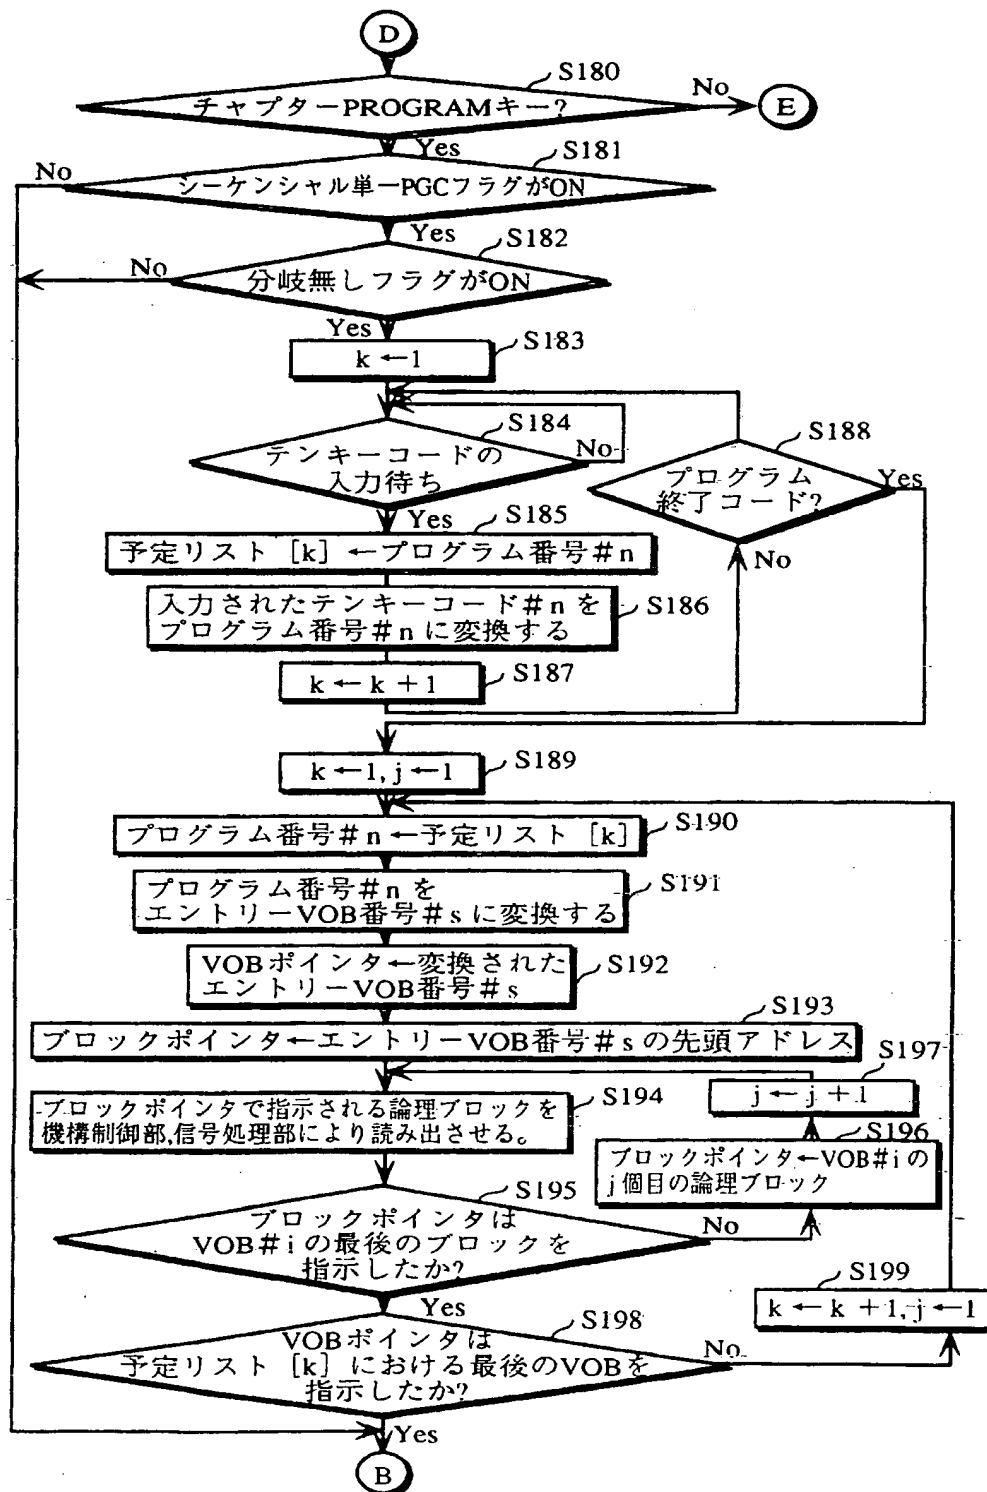 D
S180
チャプターPROGRAMキー?
No
E
Yes
S181
No
シーケンシャル単一PGCフラグがON
Yes
S182
No
分岐無しフラグがON
Yes
S183
k←1
S184
テンキーコードの
入力待ち
No
S188
プログラム
終了コード?
Yes
No
Yes
S185
予定リスト [k] ←プログラム番号#n
S186
入力されたテンキーコード#nを
プログラム番号#nに変換する
S187
k←k+1
S189
k←1, j←1
S190
プログラム番号#n←予定リスト [k]
S191
プログラム番号#nを
エントリーVOB番号#sに変換する
S192
VOBポインタ←変換された
エントリーVOB番号#s
S193
ブロックポインタ←エントリーVOB番号#sの先頭アドレス
S197
j←j+1
S194
ブロックポインタで指示される論理ブロックを
機構制御部,信号処理部により読み出させる。
S196
ブロックポインタ←VOB#iの
j個目の論理ブロック
S195
ブロックポインタは
VOB#iの最後のブロックを
指示したか?
No
Yes
S199
k←k+1, j←1
S198
VOBポインタは
予定リスト [k] における最後のVOBを
指示したか?
No
Yes
B